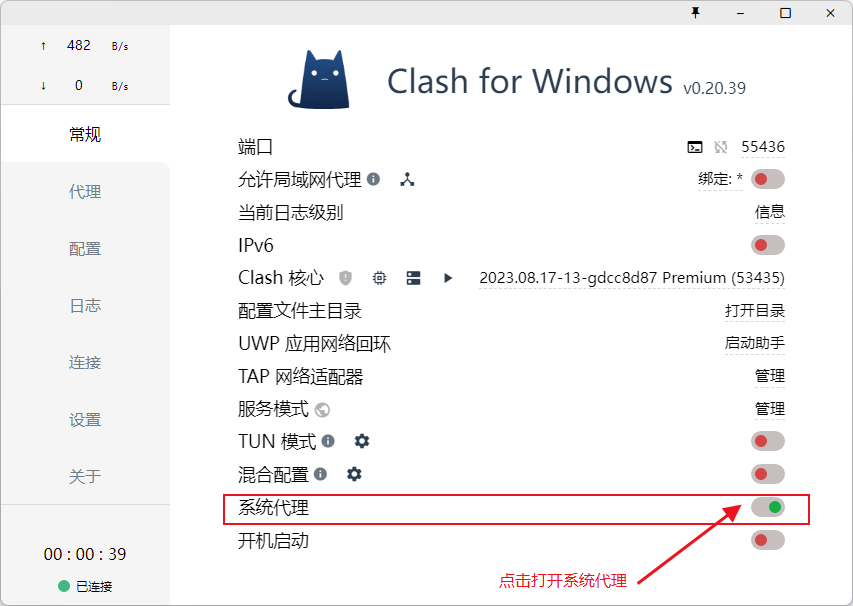 ↑ 482 B/s
↓ 0 B/s
常规
代理
配置
日志
连接
设置
关于
00 : 00 : 39
已连接
Clash for Windows v0.20.39
端口 55436
允许局域网代理 绑定: *
当前日志级别 信息
IPv6
Clash 核心 2023.08.17-13-gdcc8d87 Premium (53435)
配置文件主目录 打开目录
UWP 应用网络回环 启动助手
TAP 网络适配器 管理
服务模式 管理
TUN 模式
混合配置
系统代理
开机启动
点击打开系统代理